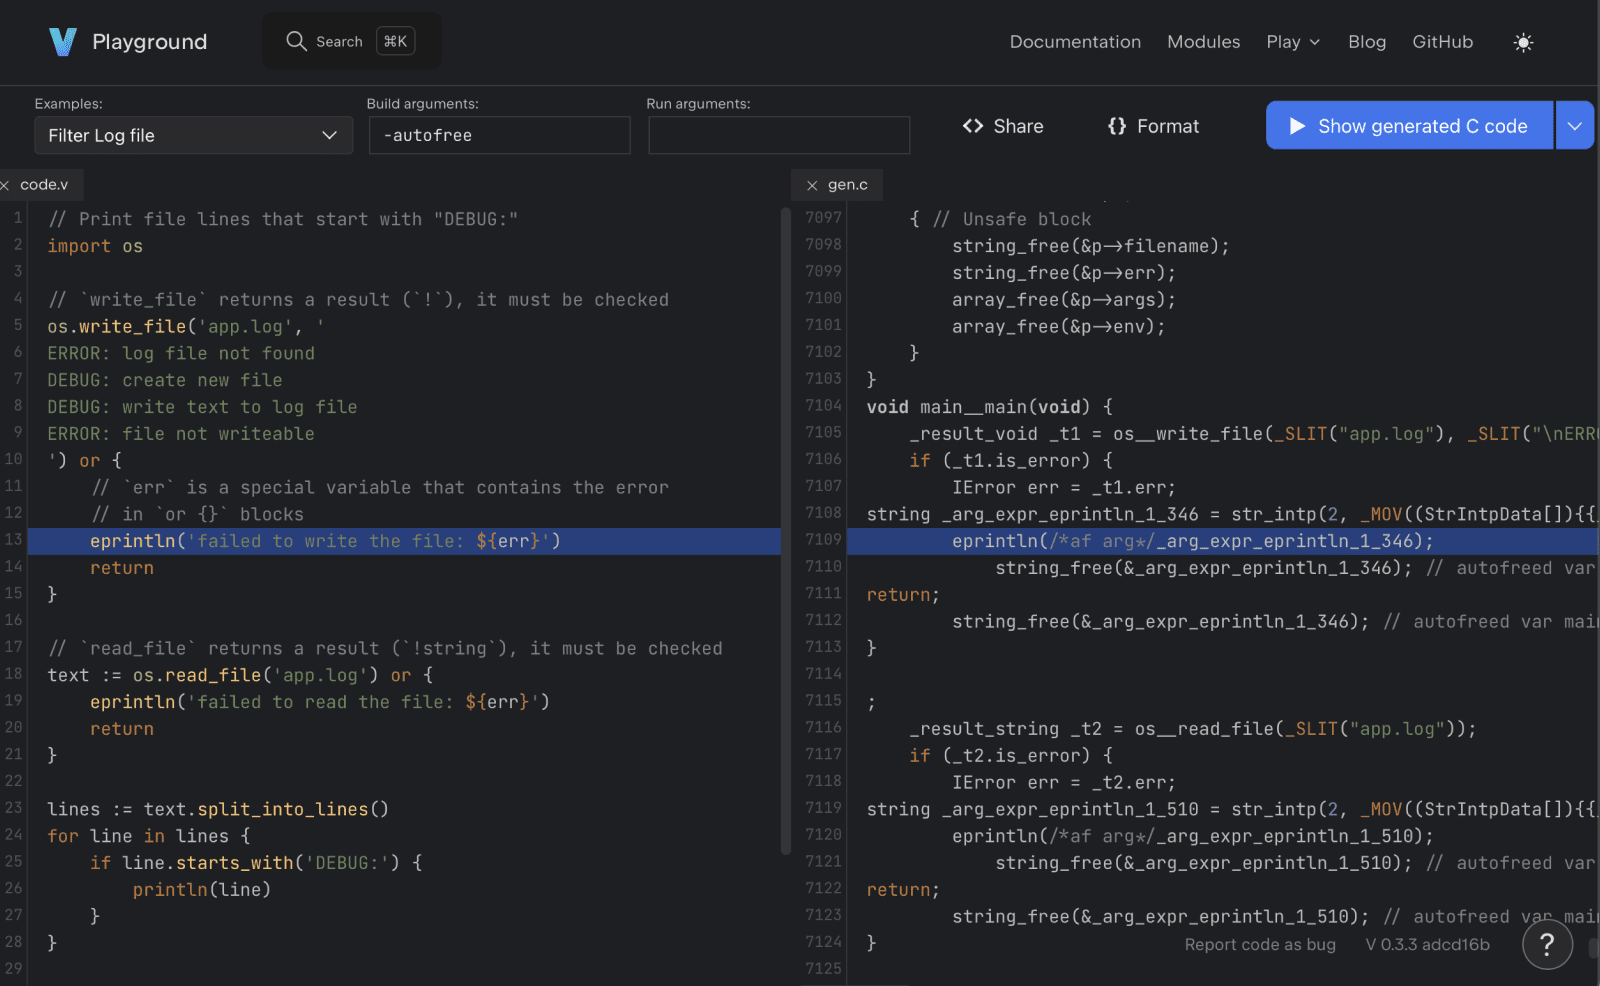 Playground
Search ⌘K
Documentation Modules Play Blog GitHub
Examples: Build arguments: Run arguments:
Filter Log file -autofree <> Share {} Format Show generated C code
code.v
1 // Print file lines that start with "DEBUG:"
2 import os
3
4 // `write_file` returns a result (`!`), it must be checked
5 os.write_file('app.log', '
6 ERROR: log file not found
7 DEBUG: create new file
8 DEBUG: write text to log file
9 ERROR: file not writeable
10 ') or {
11     // `err` is a special variable that contains the error
12     // in `or {}` blocks
13     eprintln('failed to write the file: ${err}')
14     return
15 }
16
17 // `read_file` returns a result (`!string`), it must be checked
18 text := os.read_file('app.log') or {
19     eprintln('failed to read the file: ${err}')
20     return
21 }
22
23 lines := text.split_into_lines()
24 for line in lines {
25     if line.starts_with('DEBUG:') {
26         println(line)
27     }
28 }
29
gen.c
7097     { // Unsafe block
7098         string_free(&p->filename);
7099         string_free(&p->err);
7100         array_free(&p->args);
7101         array_free(&p->env);
7102     }
7103 }
7104 void main__main(void) {
7105     _result_void _t1 = os__write_file(_SLIT("app.log"), _SLIT("\nERR
7106     if (_t1.is_error) {
7107         IError err = _t1.err;
7108 string _arg_expr_eprintln_1_346 = str_intp(2, _MOV((StrIntpData[]){{
7109         eprintln(/*af arg*/_arg_expr_eprintln_1_346);
7110             string_free(&_arg_expr_eprintln_1_346); // autofreed var
7111 return;
7112         string_free(&_arg_expr_eprintln_1_346); // autofreed var mai
7113 }
7114
7115 ;
7116     _result_string _t2 = os__read_file(_SLIT("app.log"));
7117     if (_t2.is_error) {
7118         IError err = _t2.err;
7119 string _arg_expr_eprintln_1_510 = str_intp(2, _MOV((StrIntpData[]){{
7120         eprintln(/*af arg*/_arg_expr_eprintln_1_510);
7121             string_free(&_arg_expr_eprintln_1_510); // autofreed var
7122 return;
7123         string_free(&_arg_expr_eprintln_1_510); // autofreed var mai
7124 }
7125
Report code as bug V 0.3.3 adcd16b ?